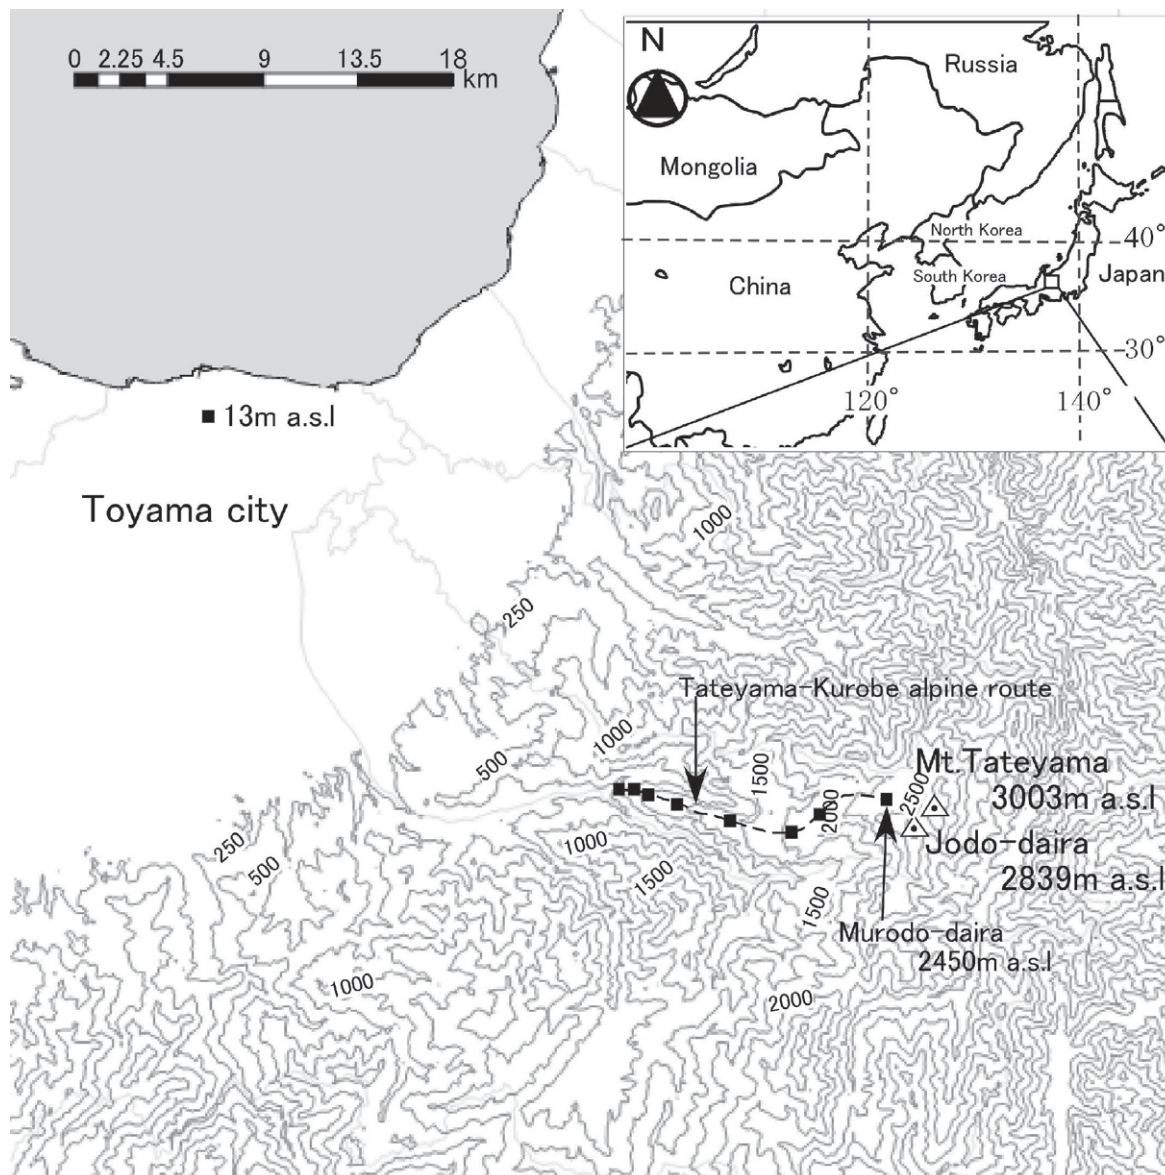 0 2.25 4.5 9 13.5 18
km
N
Russia
Mongolia
North Korea
40°
South Korea
Japan
China
30°
120°
140°
13m a.s.l
Toyama city
1000
250
Tateyama-Kurobe alpine route
1000
500
1500
Mt.Tateyama
3003m a.s.l
2500
2000
250
500
1000
1500
Jodo-daira
2839m a.s.l
1500
Murodo-daira
2450m a.s.l
1000
2000